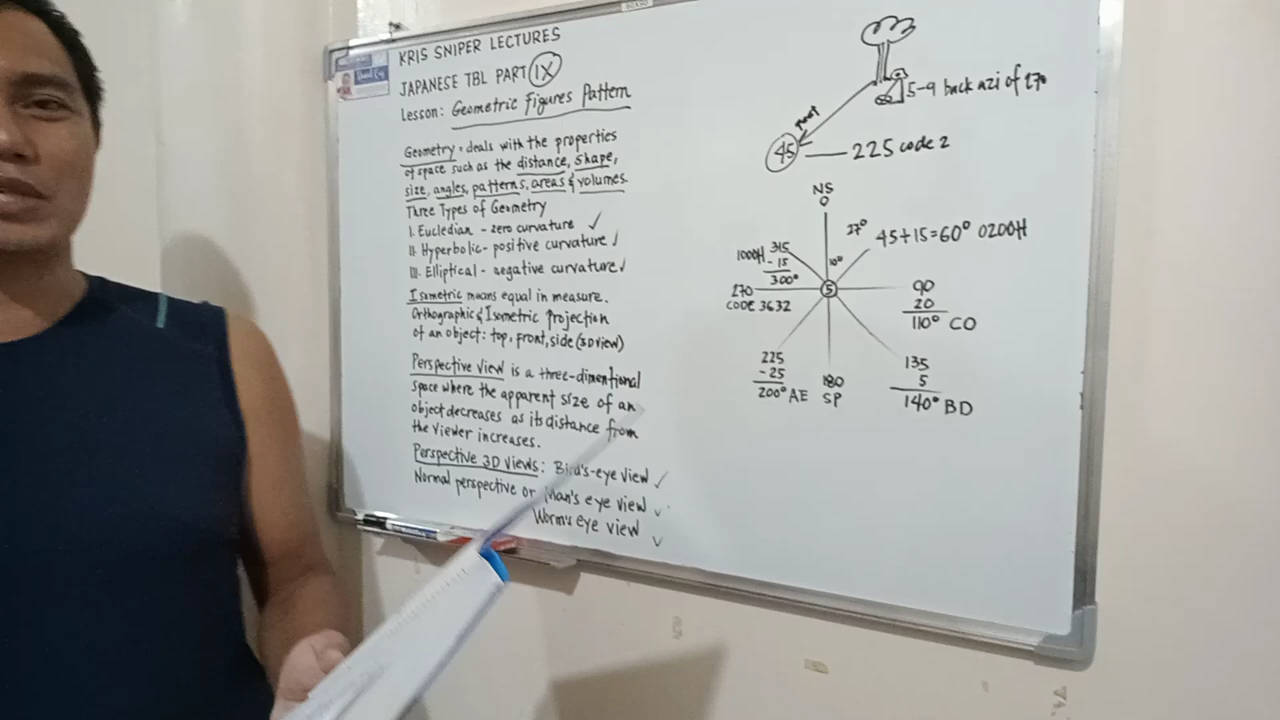 KRIS SNIPER LECTURES
JAPANESE TBL PART IX
Lesson: Geometric Figures Pattern
Geometry = deals with the properties
of space such as the distance, shape,
size, angles, patterns, areas & volumes.
Three Types of Geometry
I. Eucledian - zero curvature ✓
II. Hyperbolic - positive curvature ✓
III. Elliptical - negative curvature ✓
Isometric means equal in measure.
Orthographic & Isometric Projection
of an object: top, front, side (3D view)
Perspective View is a three-dimentional
space where the apparent size of an
object decreases as its distance from
the viewer increases.
Perspective 3D Views: Bird's-eye view ✓
Normal perspective or Man's eye view ✓
Worm's eye view ✓
5-9 back azi of 270
45
225 code 2
NS
0
27°
45+15=60° 0200H
10°
1000H 315
-15
300°
270
CODE 3632
5
90
20
110° CO
225
-25
200° AE
180
SP
135
5
140° BD